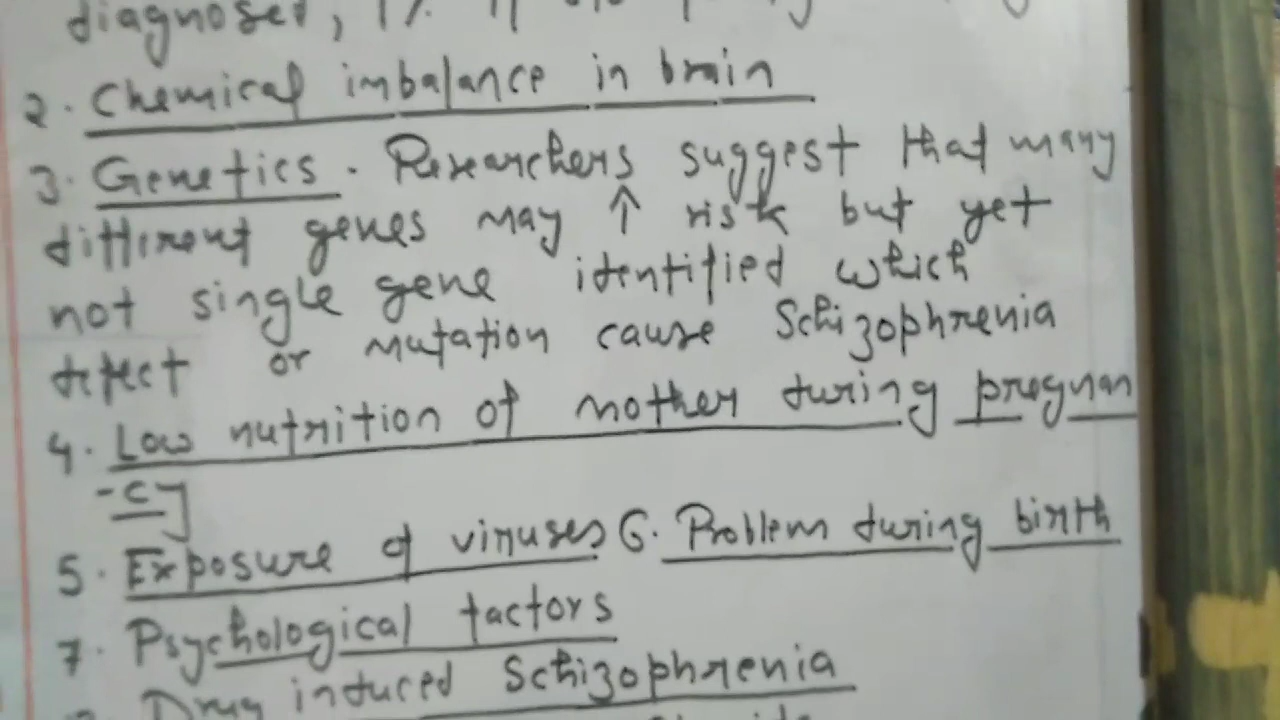 diagnosed, 1%
2. Chemical imbalance in brain
3. Genetics. Researchers suggest that many
different genes may ↑ risk but yet
not single gene identified which
defect or mutation cause Schizophrenia
4. Low nutrition of mother during pregnan
-cy
5. Exposure of viruses 6. Problem during birth
7. Psychological factors
Drug induced Schizophrenia